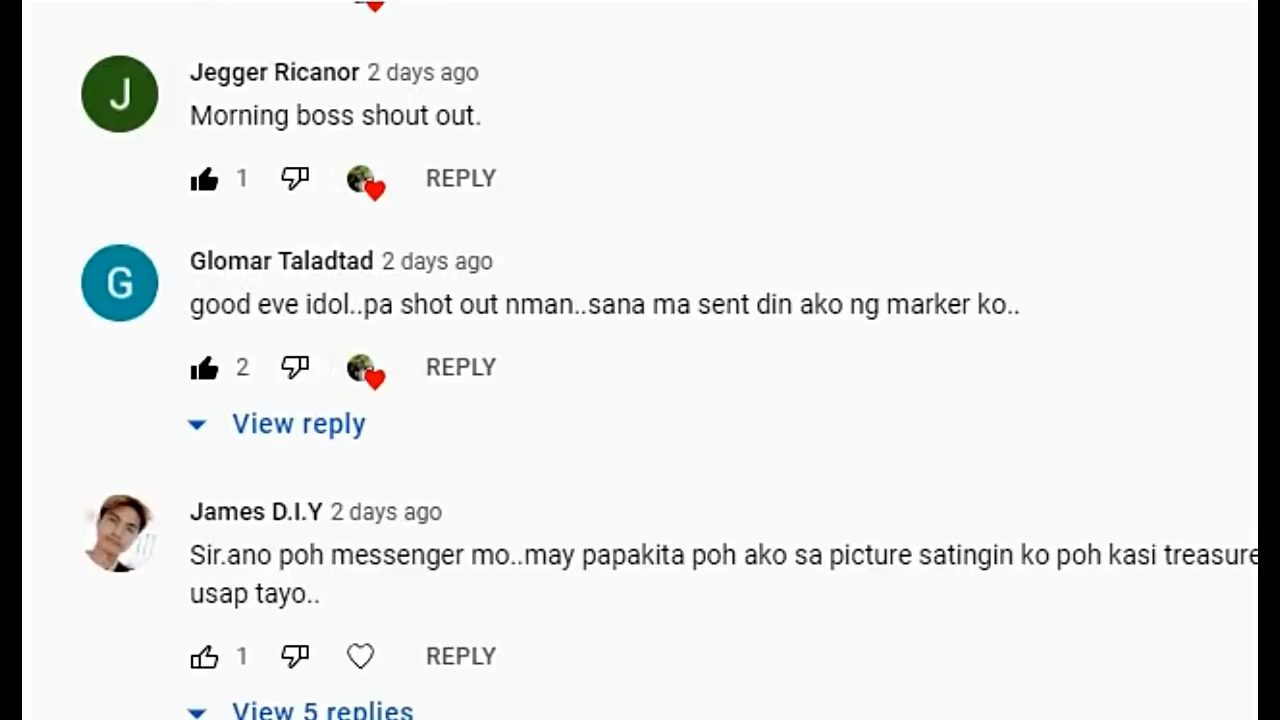 J
Jegger Ricanor 2 days ago
Morning boss shout out.
1 REPLY
G
Glomar Taladtad 2 days ago
good eve idol..pa shot out nman..sana ma sent din ako ng marker ko..
2 REPLY
View reply
James D.I.Y 2 days ago
Sir.ano poh messenger mo..may papakita poh ako sa picture satingin ko poh kasi treasure
usap tayo..
1 REPLY
View 5 replies